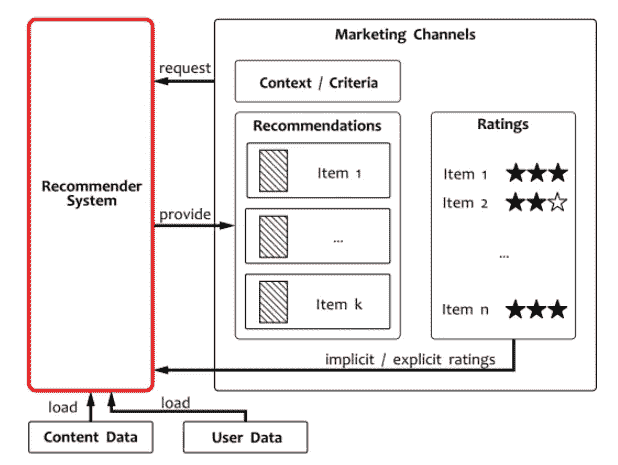 Marketing Channels
request
Context / Criteria
Recommendations
Ratings
Item 1
Item 1
Recommender
System
Item 2
provide
...
...
Item k
Item n
implicit / explicit ratings
load
load
Content Data
User Data